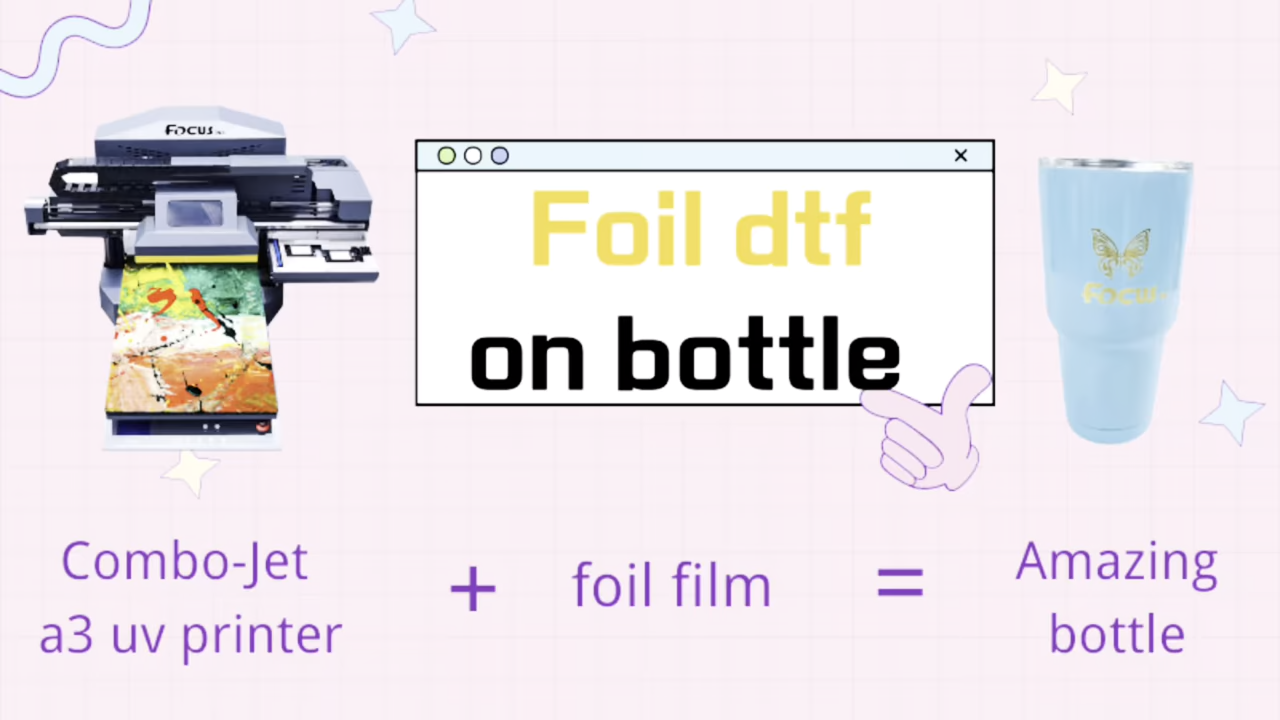 Focus
Foil dtf
on bottle
Focus
Combo-Jet
a3 uv printer
+ foil film =
Amazing
bottle